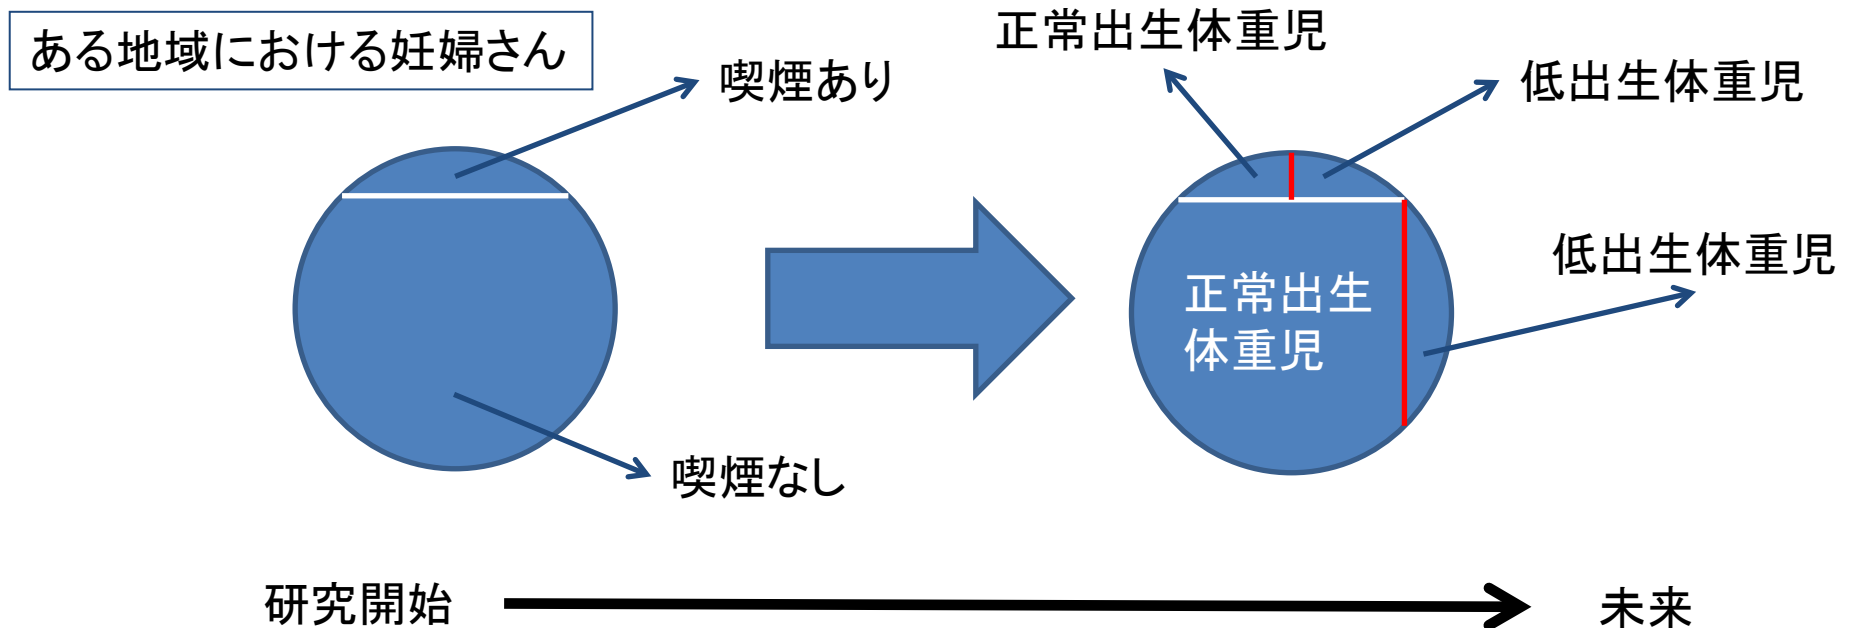 ある地域における妊婦さん
喫煙あり
喫煙なし
正常出生体重児
低出生体重児
低出生体重児
正常出生
体重児
研究開始
未来